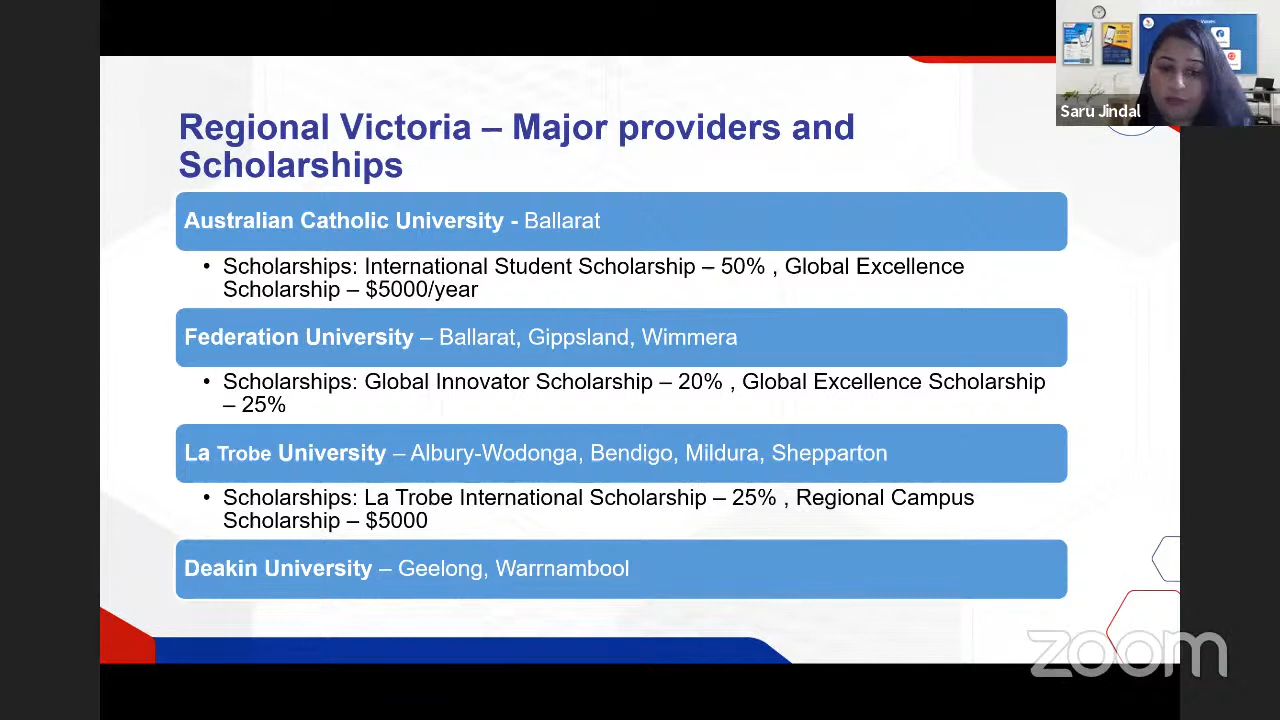 Regional Victoria – Major providers and
Scholarships
Saru Jindal
Australian Catholic University - Ballarat
• Scholarships: International Student Scholarship – 50% , Global Excellence
Scholarship – $5000/year
Federation University – Ballarat, Gippsland, Wimmera
• Scholarships: Global Innovator Scholarship – 20% , Global Excellence Scholarship
– 25%
La Trobe University – Albury-Wodonga, Bendigo, Mildura, Shepparton
• Scholarships: La Trobe International Scholarship – 25% , Regional Campus
Scholarship – $5000
Deakin University – Geelong, Warrnambool
zoom